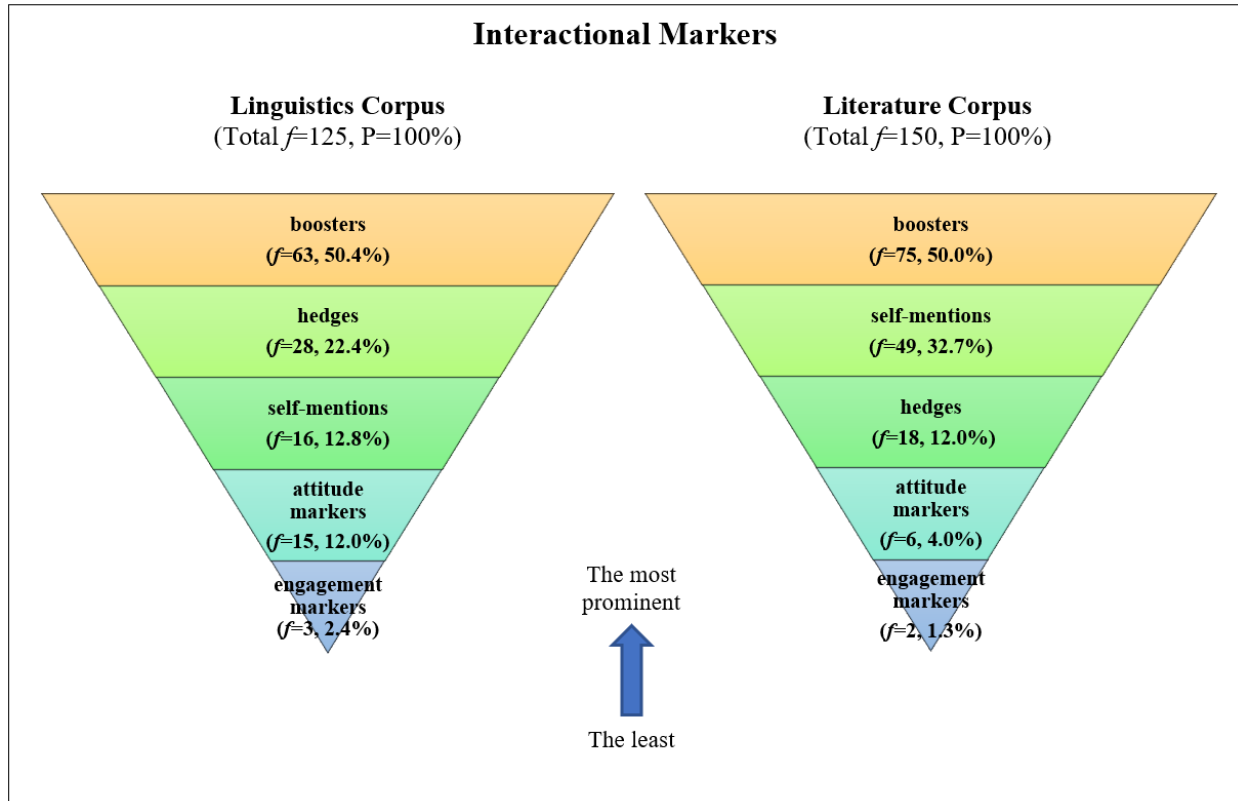 Interactional Markers
Linguistics Corpus
(Total f=125, P=100%)
boosters
(f=63, 50.4%)
hedges
(f=28, 22.4%)
self-mentions
(f=16, 12.8%)
attitude
markers
(f=15, 12.0%)
engagement
markers
(f=3, 2.4%)
Literature Corpus
(Total f=150, P=100%)
boosters
(f=75, 50.0%)
self-mentions
(f=49, 32.7%)
hedges
(f=18, 12.0%)
attitude
markers
(f=6, 4.0%)
engagement
markers
(f=2, 1.3%)
The most
prominent
The least